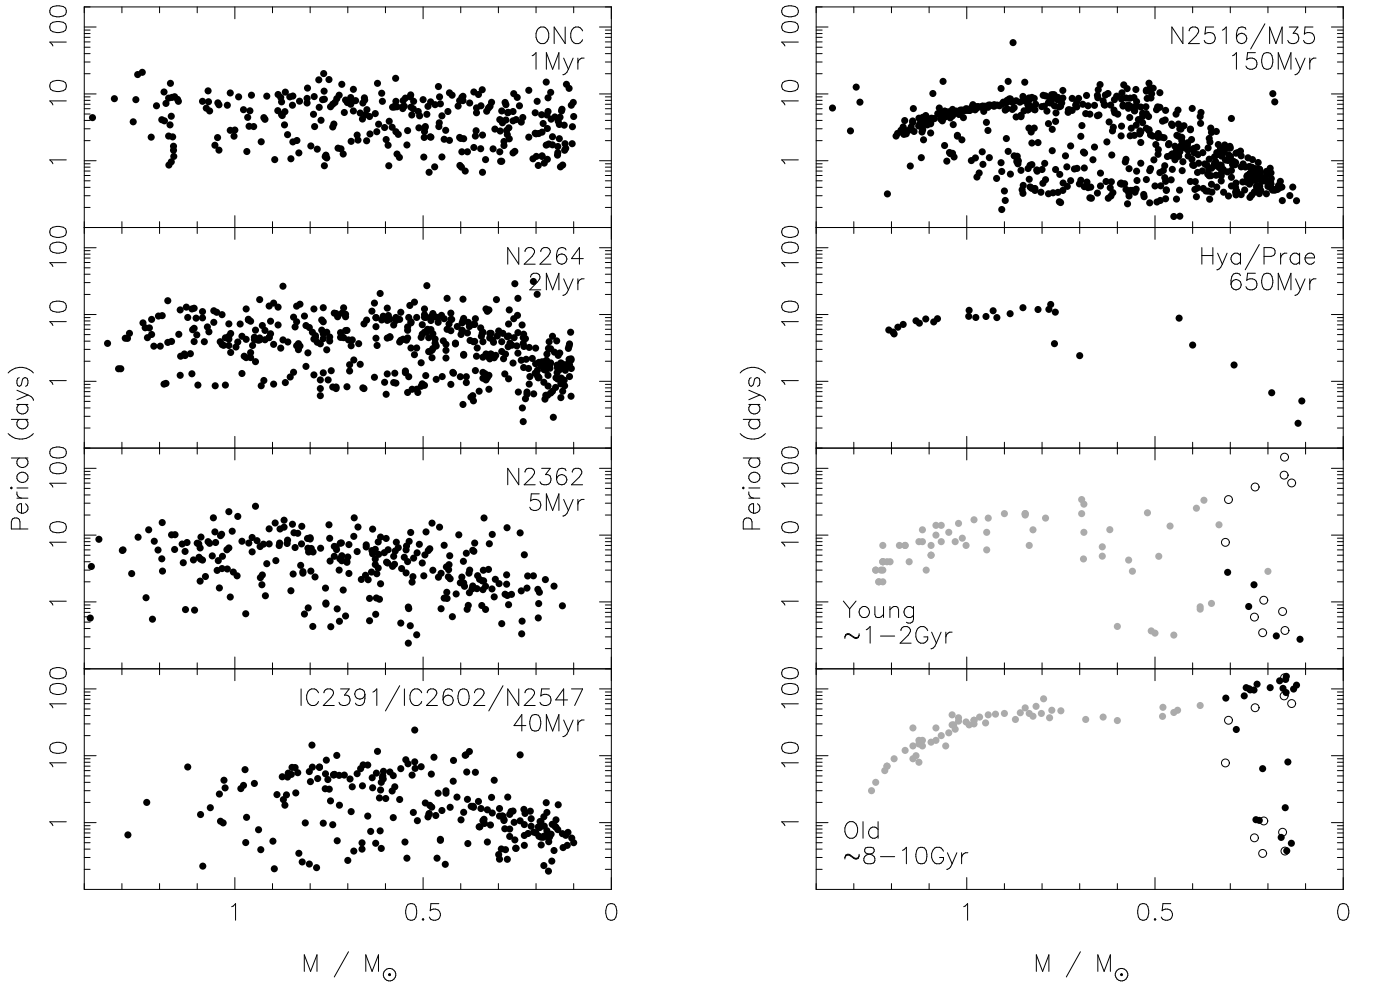 100
10
1
ONC
1Myr
100
10
1
N2264
2Myr
100
10
1
N2362
5Myr
100
10
1
IC2391/IC2602/N2547
40Myr
1
0.5
0
Period (days)
M / M⊙
100
10
1
N2516/M35
150Myr
100
10
1
Hya/Prae
650Myr
100
10
1
Young
~1−2Gyr
100
10
1
Old
~8−10Gyr
1
0.5
0
Period (days)
M / M⊙